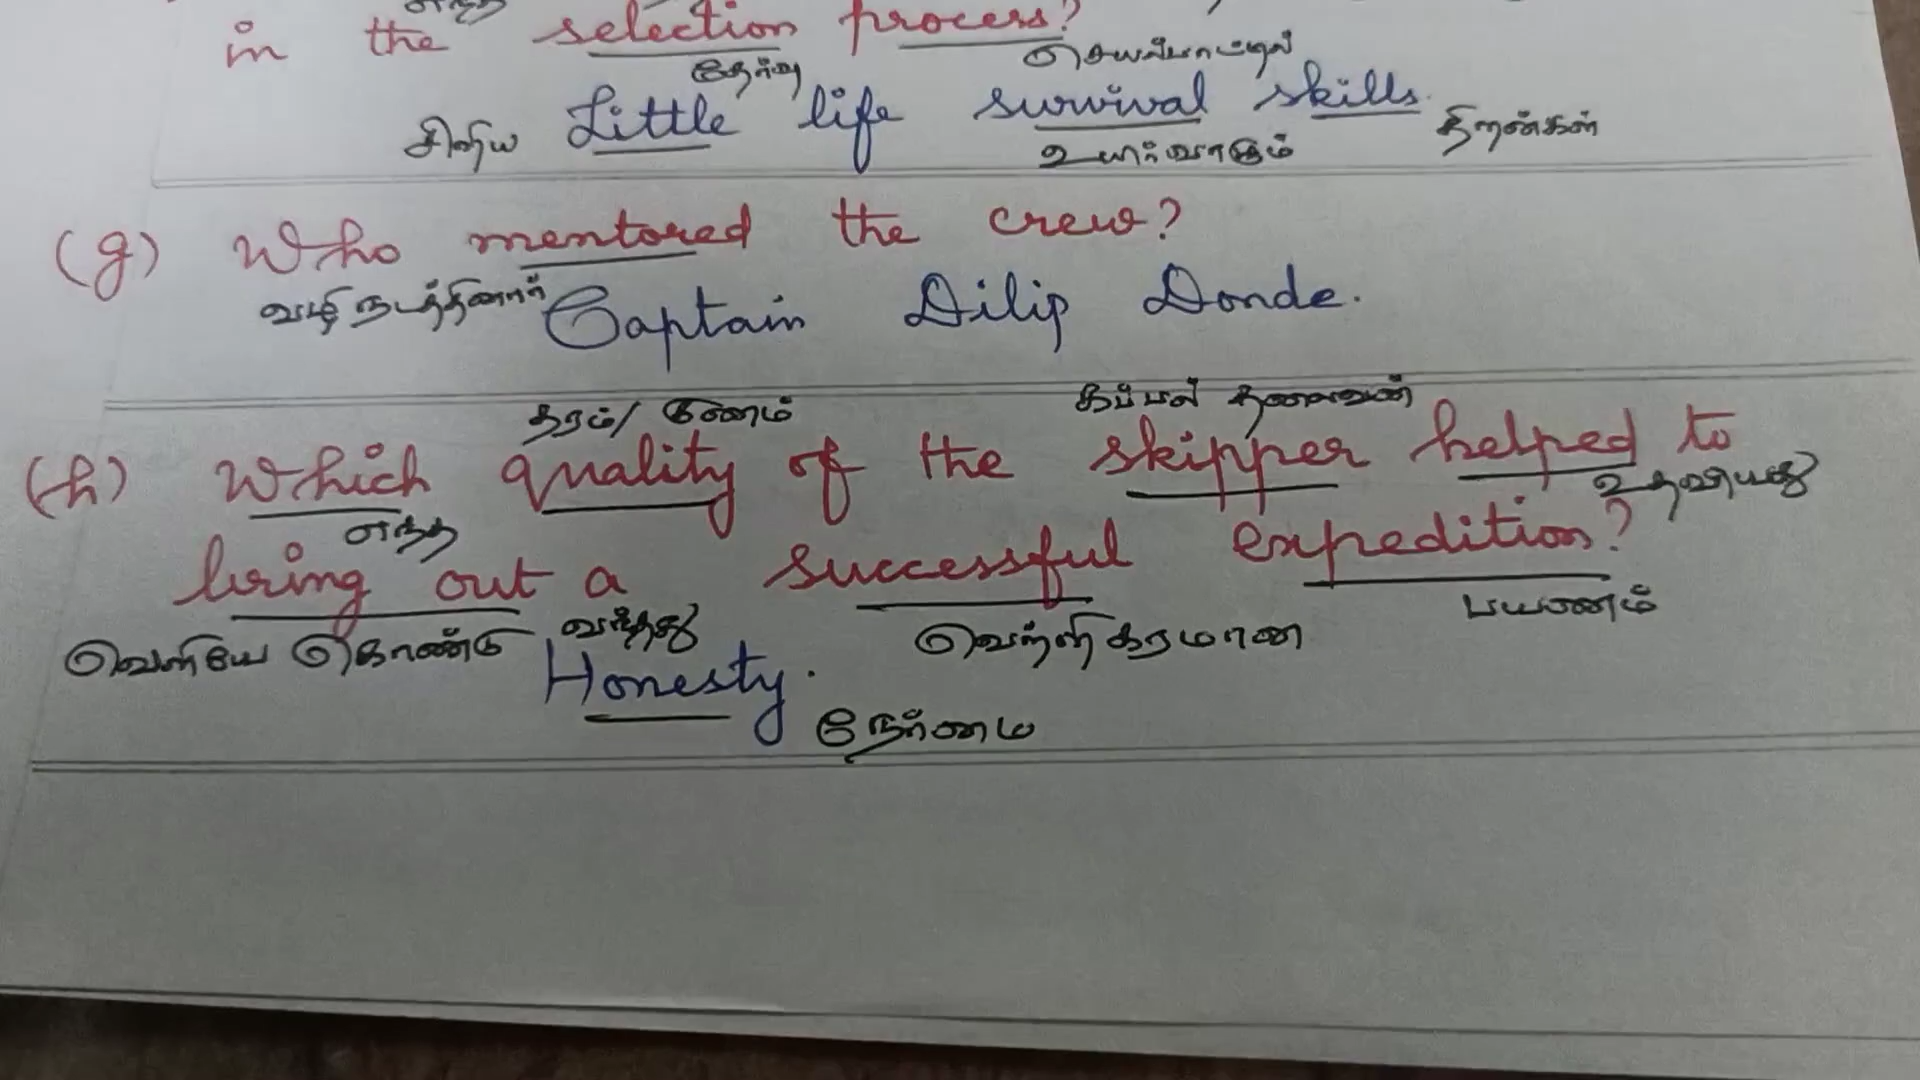 in the selection process?
தேர்வு செயல்பாட்டில்
சிறிய Little life survival skills. திறன்கள்
உயிர்வாழும்
(g) Who mentored the crew?
வழி நடத்தினார் Captain Dilip Donde.
தரம்/ குணம் கப்பல் தலைவன்
(h) Which quality of the skipper helped to
எந்த உதவியது
bring out a successful expedition?
வெளியே கொண்டு வந்தது வெற்றிகரமான பயணம்
Honesty.
நேர்மை